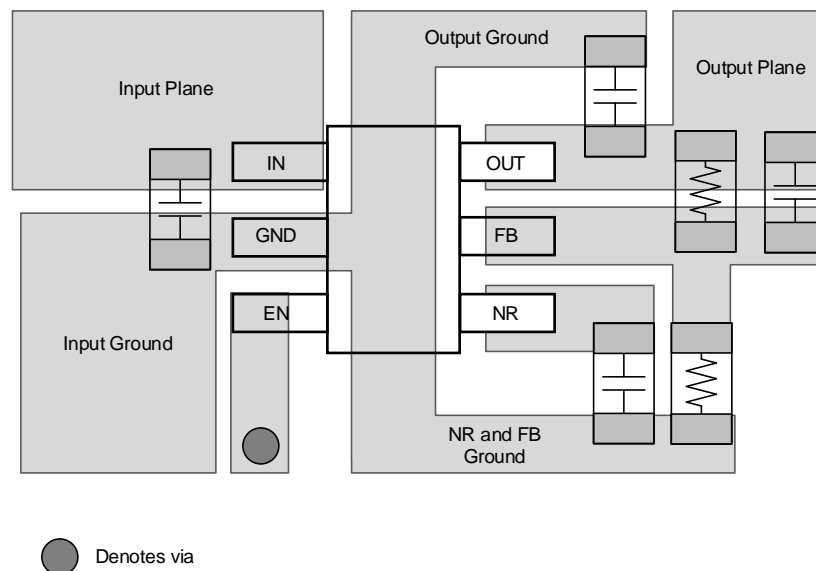 Output Ground
Input Plane
Output Plane
IN
OUT
GND
FB
EN
NR
Input Ground
NR and FB
Ground
Denotes via